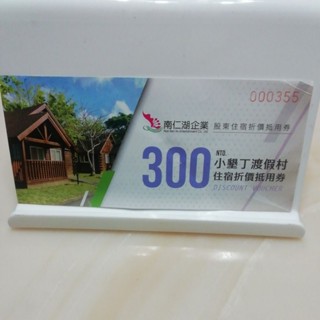 000355
南仁湖企業 股東住宿折價抵用券
300 NTD. 小墾丁渡假村
住宿折價抵用券
DISCOUNT VOUCHER